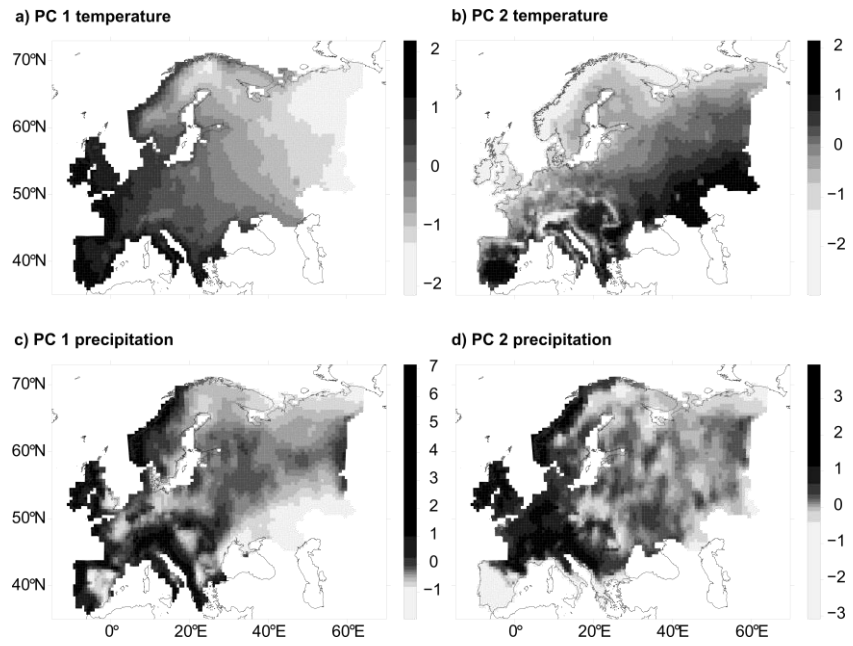 a) PC 1 temperature
b) PC 2 temperature
70ºN
60ºN
50ºN
40ºN
2
1
0
−1
−2
2
1
0
−1
−2
c) PC 1 precipitation
d) PC 2 precipitation
70ºN
60ºN
50ºN
40ºN
7
6
5
4
3
2
1
0
−1
3
2
1
0
−1
−2
−3
0º
20ºE
40ºE
60ºE
0º
20ºE
40ºE
60ºE